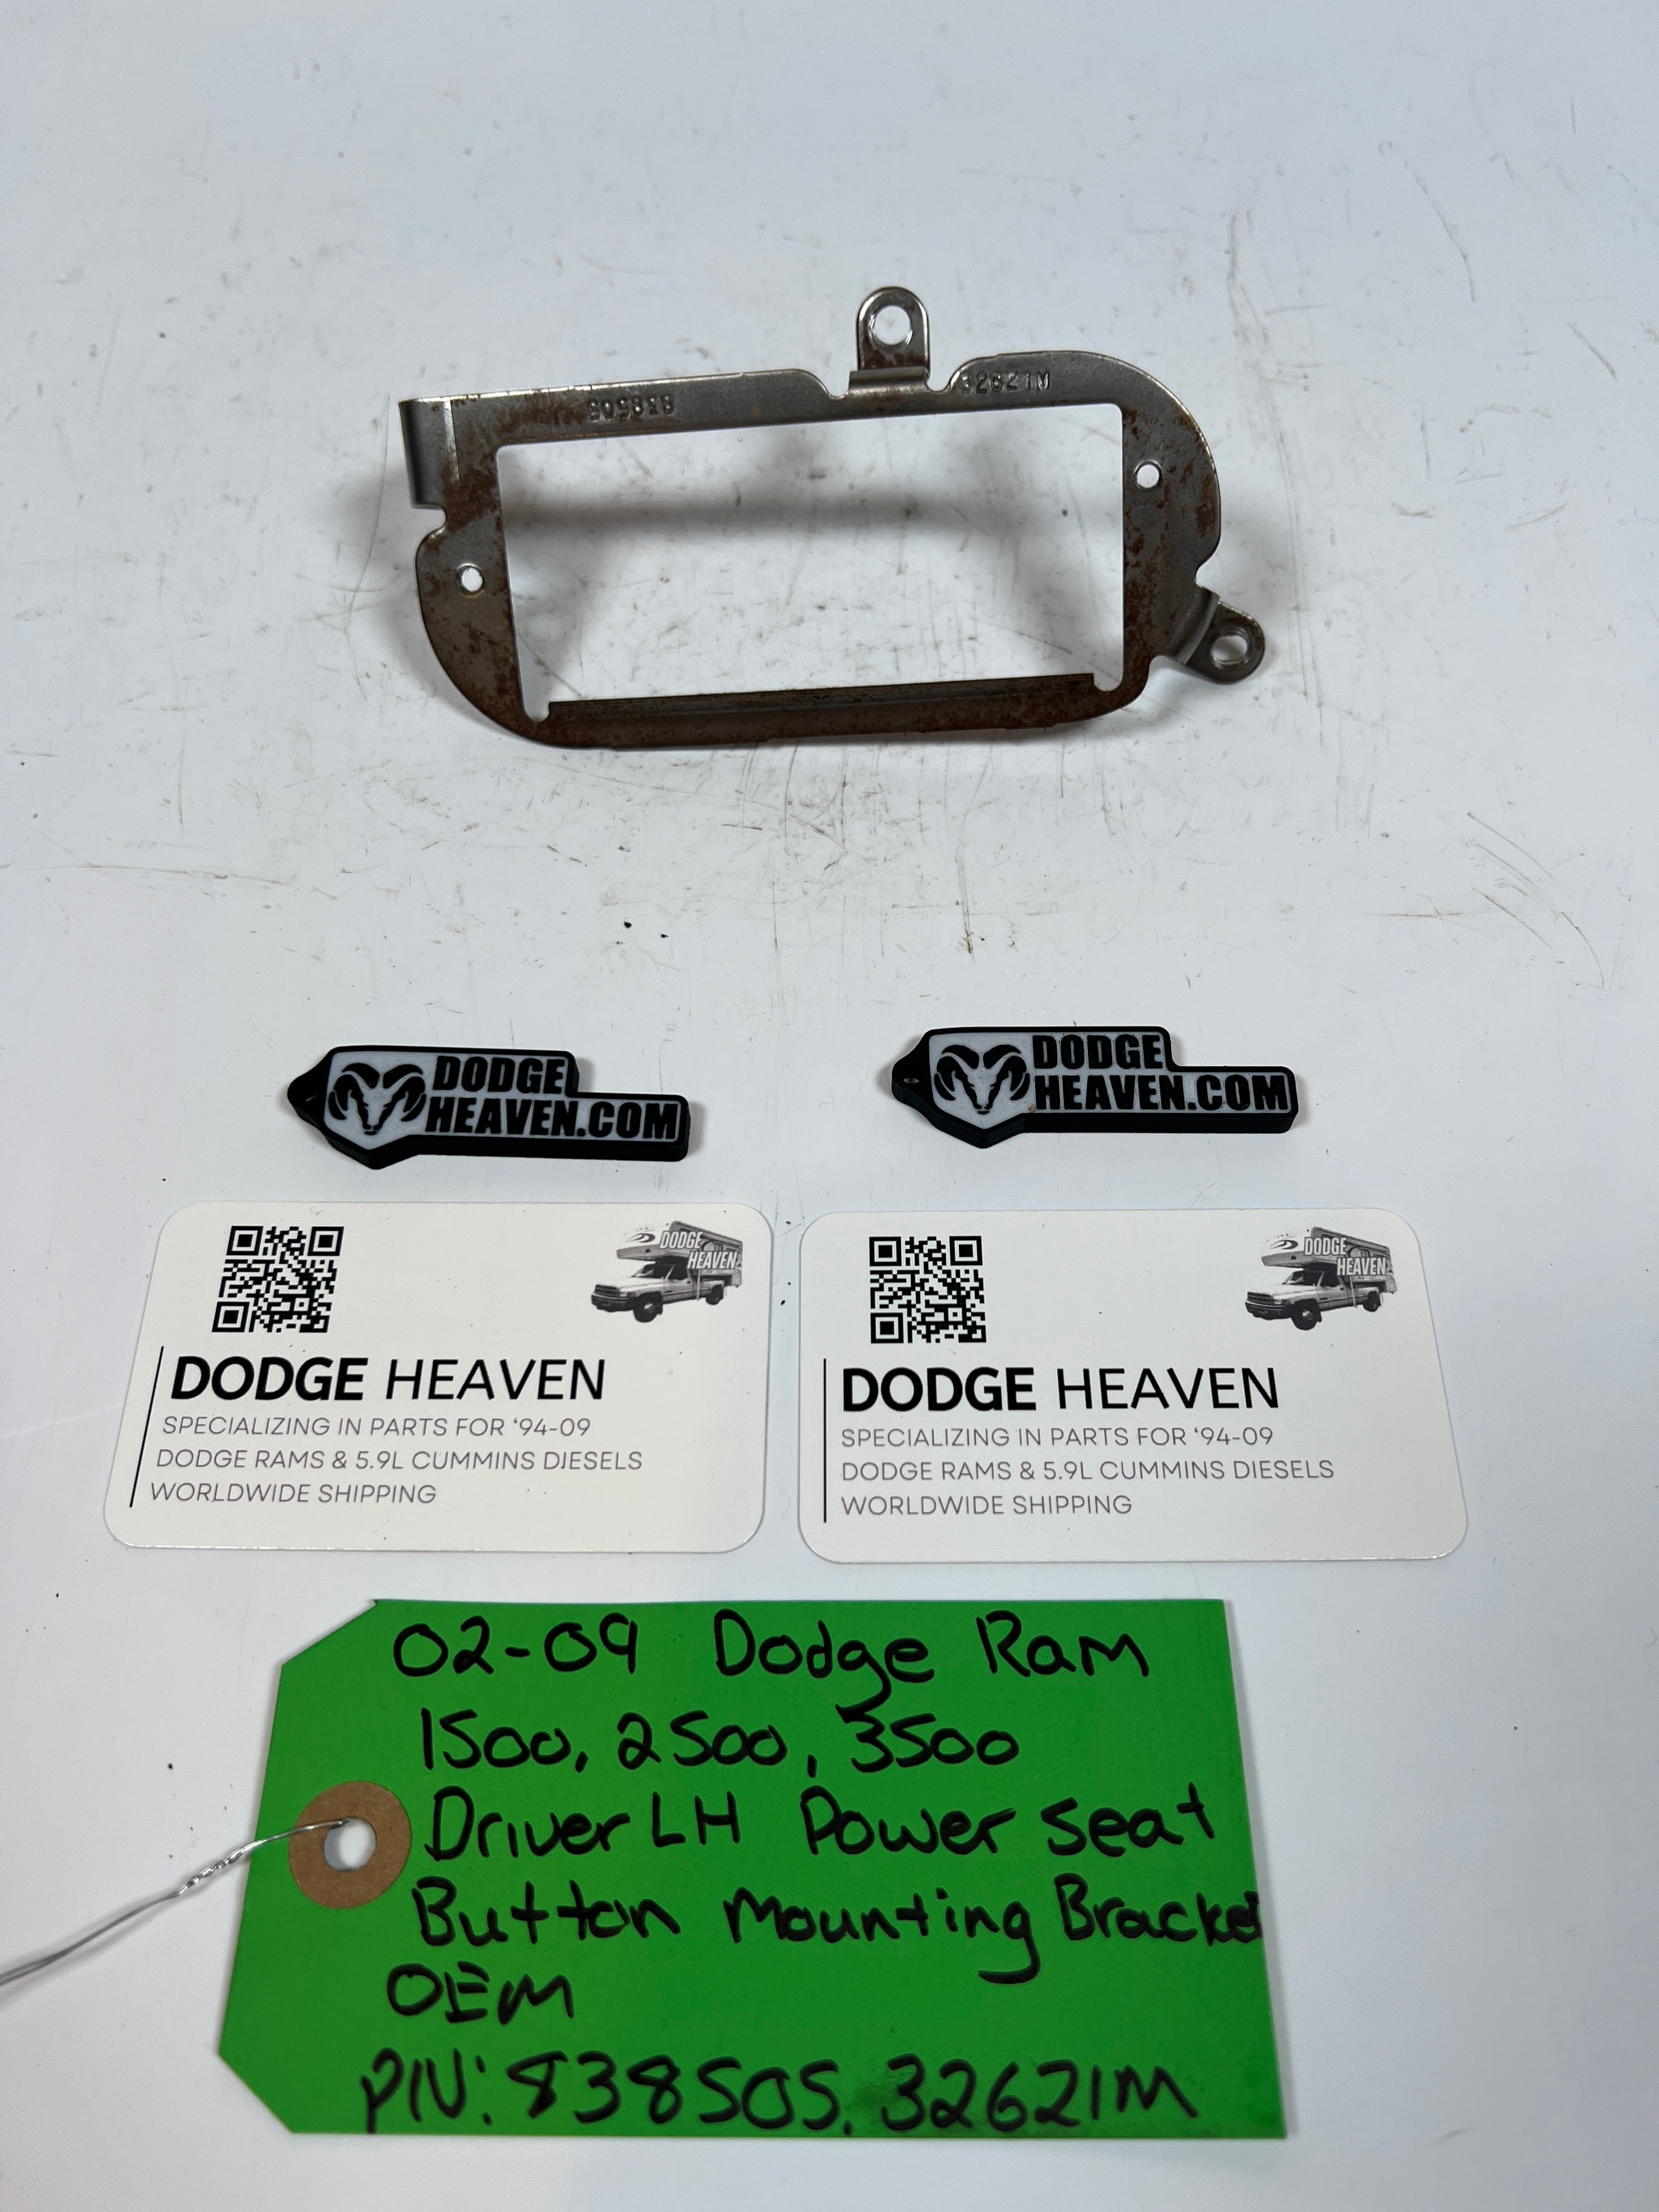 838505
32621M
DODGE
HEAVEN.COM
DODGE
HEAVEN.COM
DODGE
HEAVEN
DODGE HEAVEN
SPECIALIZING IN PARTS FOR ‘94-09
DODGE RAMS & 5.9L CUMMINS DIESELS
WORLDWIDE SHIPPING
DODGE
HEAVEN
DODGE HEAVEN
SPECIALIZING IN PARTS FOR ‘94-09
DODGE RAMS & 5.9L CUMMINS DIESELS
WORLDWIDE SHIPPING
02-09 Dodge Ram
1500, 2500, 3500
Driver LH Power seat
Button Mounting Bracket
OEM
P/N: 838505, 32621M